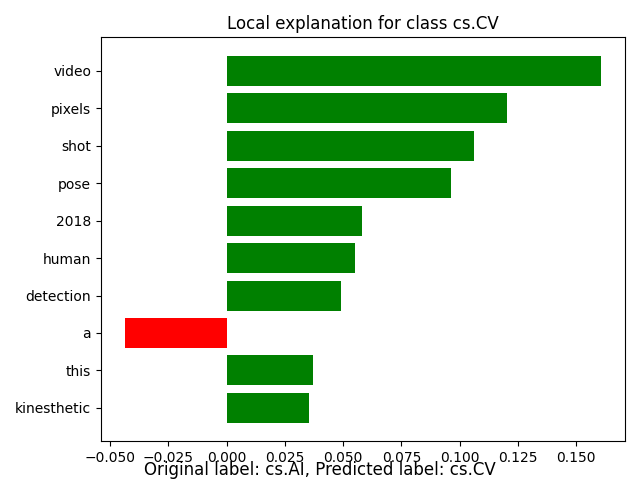 Local explanation for class cs.CV
video
pixels
shot
pose
2018
human
detection
a
this
kinesthetic
−0.050 −0.025 0.000 0.025 0.050 0.075 0.100 0.125 0.150
Original label: cs.AI, Predicted label: cs.CV